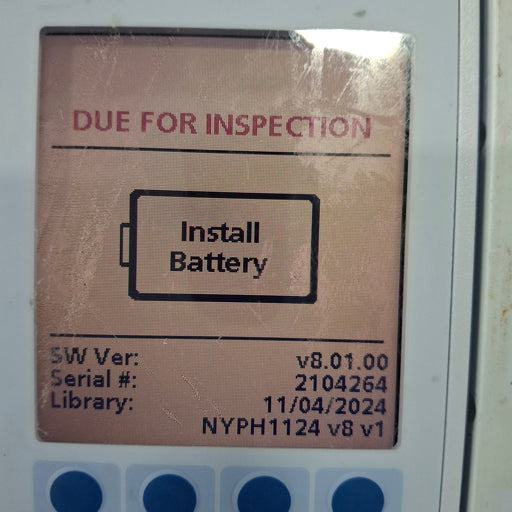 DUE FOR INSPECTION
Install
Battery
SW Ver: v8.01.00
Serial #: 2104264
Library: 11/04/2024
NYPH1124 v8 v1